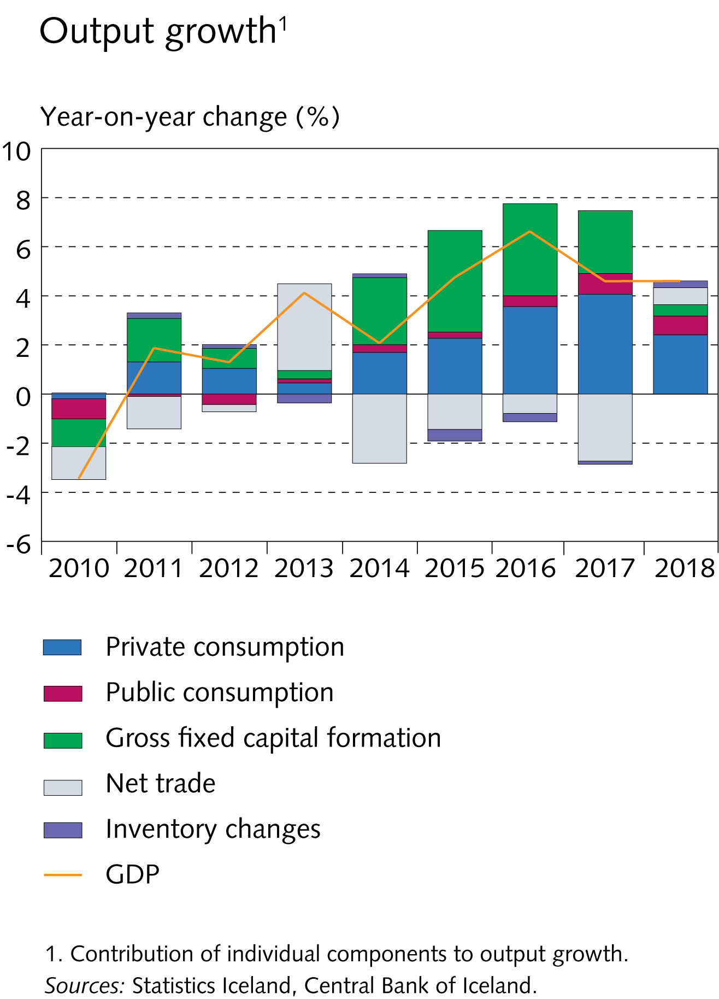 Output growth¹
Year-on-year change (%)
10
8
6
4
2
0
-2
-4
-6
2010 2011 2012 2013 2014 2015 2016 2017 2018
Private consumption
Public consumption
Gross fixed capital formation
Net trade
Inventory changes
GDP
1. Contribution of individual components to output growth.
Sources: Statistics Iceland, Central Bank of Iceland.